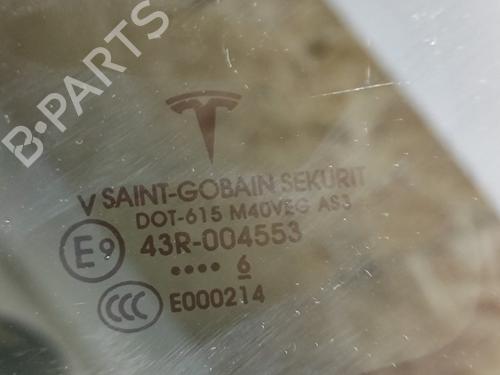 B-PARTS
V SAINT-GOBAIN SEKURIT
DOT-615 M40VEG AS3
E9 43R-004553
•••• 6
CCC E000214